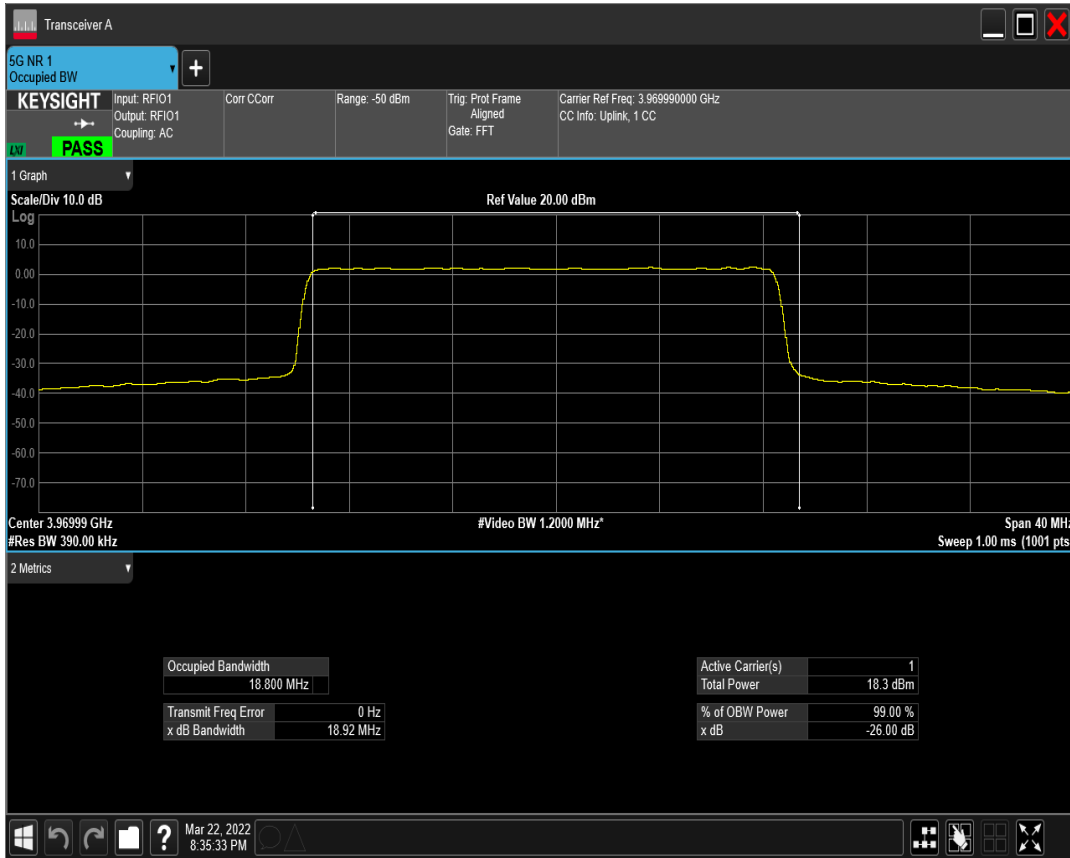 Transceiver A
5G NR 1
Occupied BW
+
KEYSIGHT
LXI
PASS
Input: RFIO1
Output: RFIO1
Coupling: AC
Corr CCorr
Range: -50 dBm
Trig: Prot Frame
Aligned
Gate: FFT
Carrier Ref Freq: 3.969990000 GHz
CC Info: Uplink, 1 CC
1 Graph
Scale/Div 10.0 dB
Ref Value 20.00 dBm
Log
10.0
0.00
-10.0
-20.0
-30.0
-40.0
-50.0
-60.0
-70.0
Center 3.96999 GHz
#Video BW 1.2000 MHz*
Span 40 MHz
#Res BW 390.00 kHz
Sweep 1.00 ms (1001 pts
2 Metrics
Occupied Bandwidth
18.800 MHz
Transmit Freq Error 0 Hz
x dB Bandwidth 18.92 MHz
Active Carrier(s) 1
Total Power 18.3 dBm
% of OBW Power 99.00 %
x dB -26.00 dB
?
Mar 22, 2022
8:35:33 PM